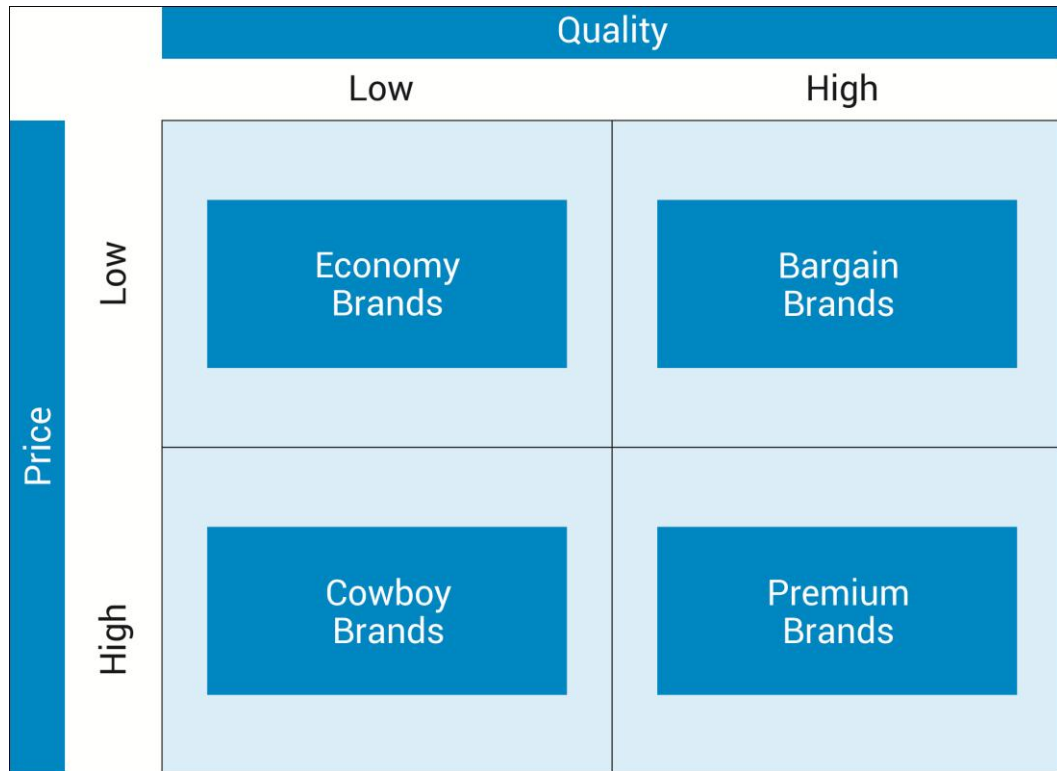 Quality
Low
High
Price
Low
Economy
Brands
Bargain
Brands
High
Cowboy
Brands
Premium
Brands